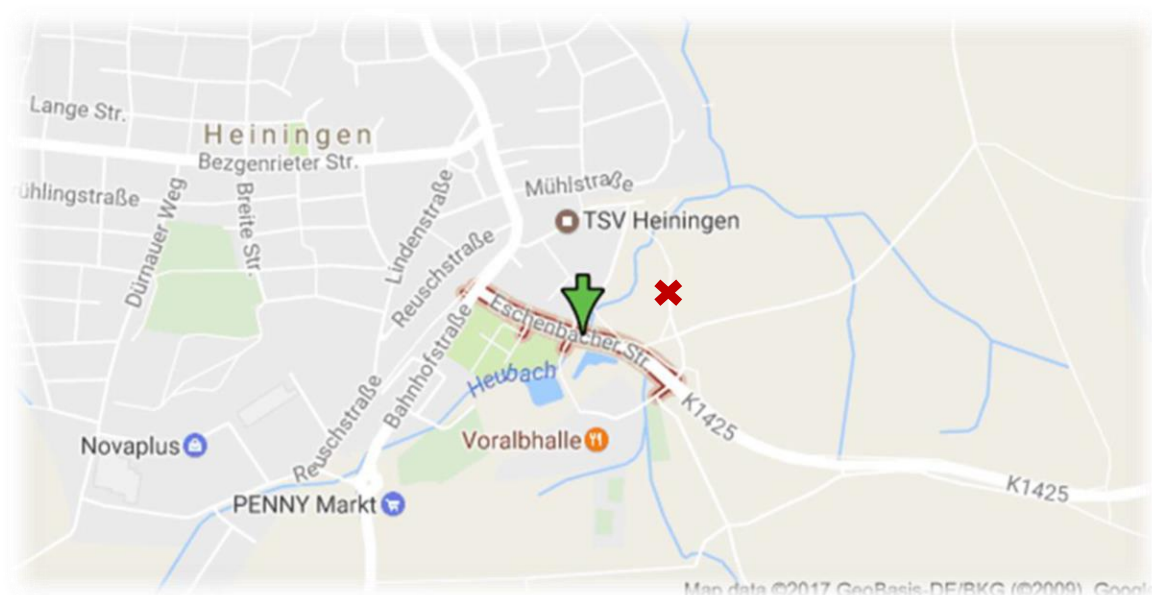 Lange Str.
Heiningen
Bezgenrieter Str.
ühlingstraße
Dürnauer Weg
Breite Str.
Lindenstraße
Reuschstraße
Mühlstraße
TSV Heiningen
Eschenbacher Str.
Bahnhofstraße
Heubach
Reuschstraße
Novaplus
Voralbhalle
K1425
PENNY Markt
K1425
Map data ©2017 GeoBasis-DE/BKG (©2009), Google